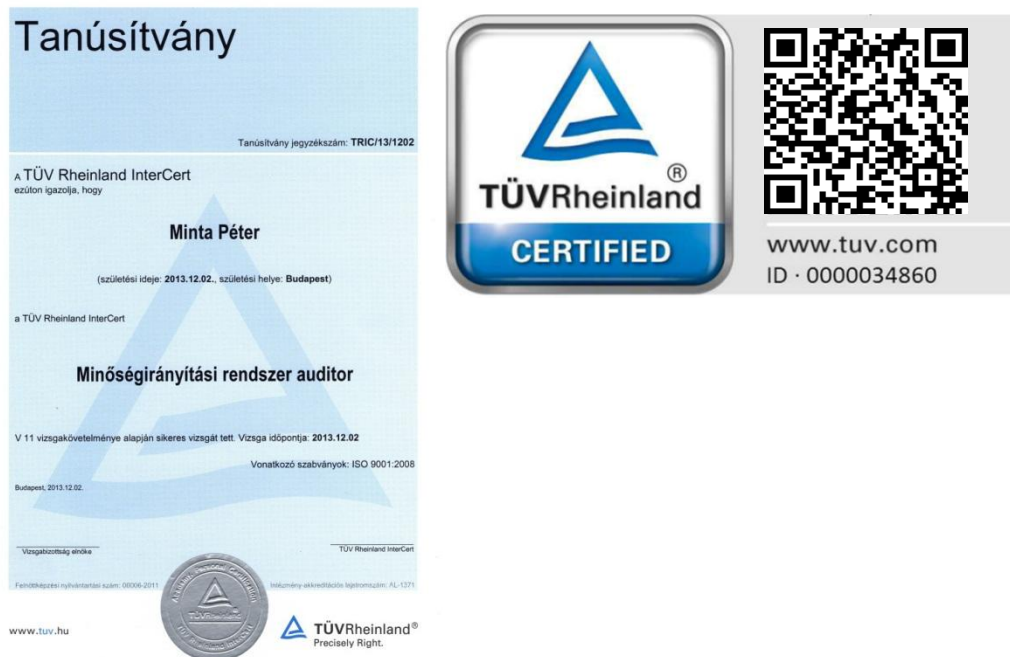 Tanúsítvány
Tanúsítvány jegyzékszám: TRIC/13/1202
A TÜV Rheinland InterCert
ezúton igazolja, hogy
Minta Péter
(születési ideje: 2013.12.02., születési helye: Budapest)
a TÜV Rheinland InterCert
Minőségirányítási rendszer auditor
V 11 vizsgakövetelménye alapján sikeres vizsgát tett. Vizsga időpontja: 2013.12.02
Vonatkozó szabványok: ISO 9001:2008
Budapest, 2013.12.02.
Vizsgabizottság elnöke
TÜV Rheinland InterCert
Felnőttképzési nyilvántartási szám: 00006-2011
Intézmény-akkreditációs lajstromszám: AL-1371
www.tuv.hu
TÜVRheinland®
Precisely Right.
TÜVRheinland®
CERTIFIED
www.tuv.com
ID · 0000034860